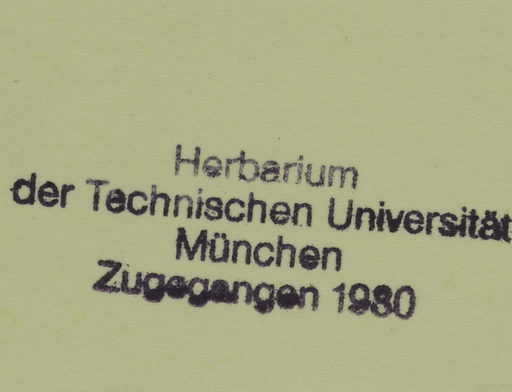 Herbarium
der Technischen Universität
München
Zugegangen 1980